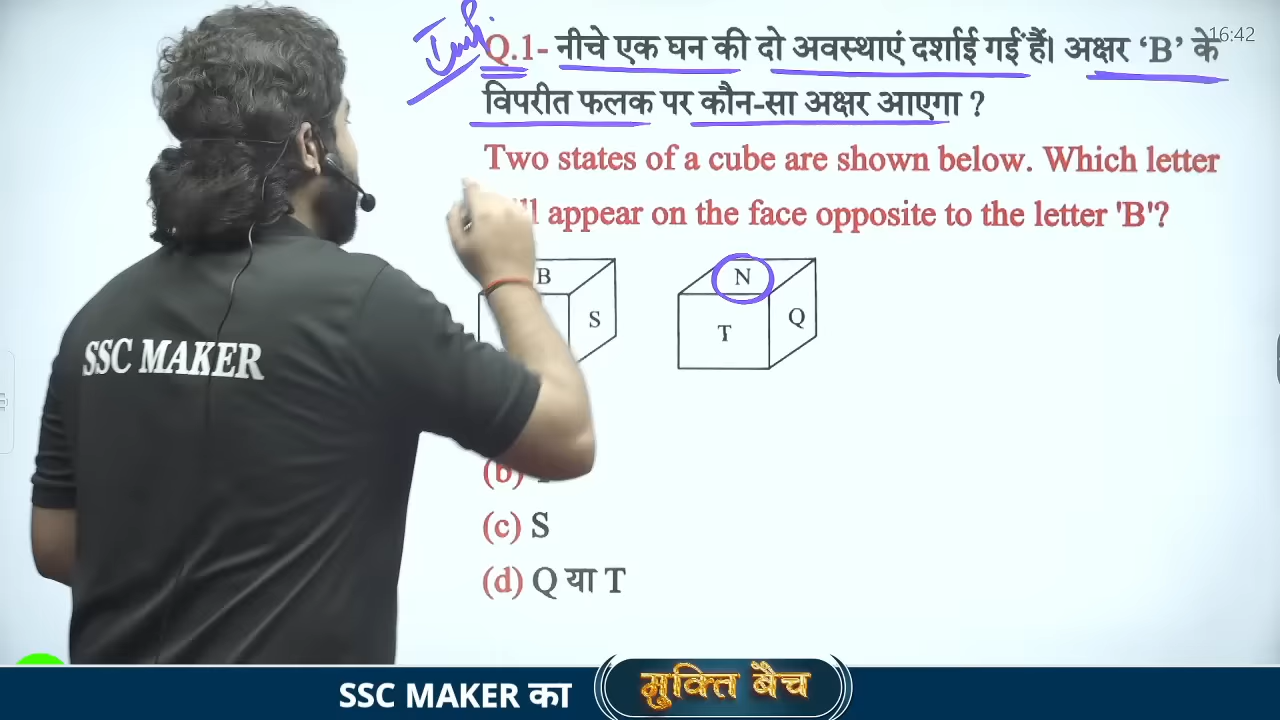 Imp.
16:42
Q.1- नीचे एक घन की दो अवस्थाएं दर्शाई गई हैं। अक्षर ‘B’ के
विपरीत फलक पर कौन-सा अक्षर आएगा ?
Two states of a cube are shown below. Which letter
appear on the face opposite to the letter 'B'?
B
S
N
T
Q
(b)
(c) S
(d) Q या T
SSC MAKER
SSC MAKER का
मुक्ति बैच